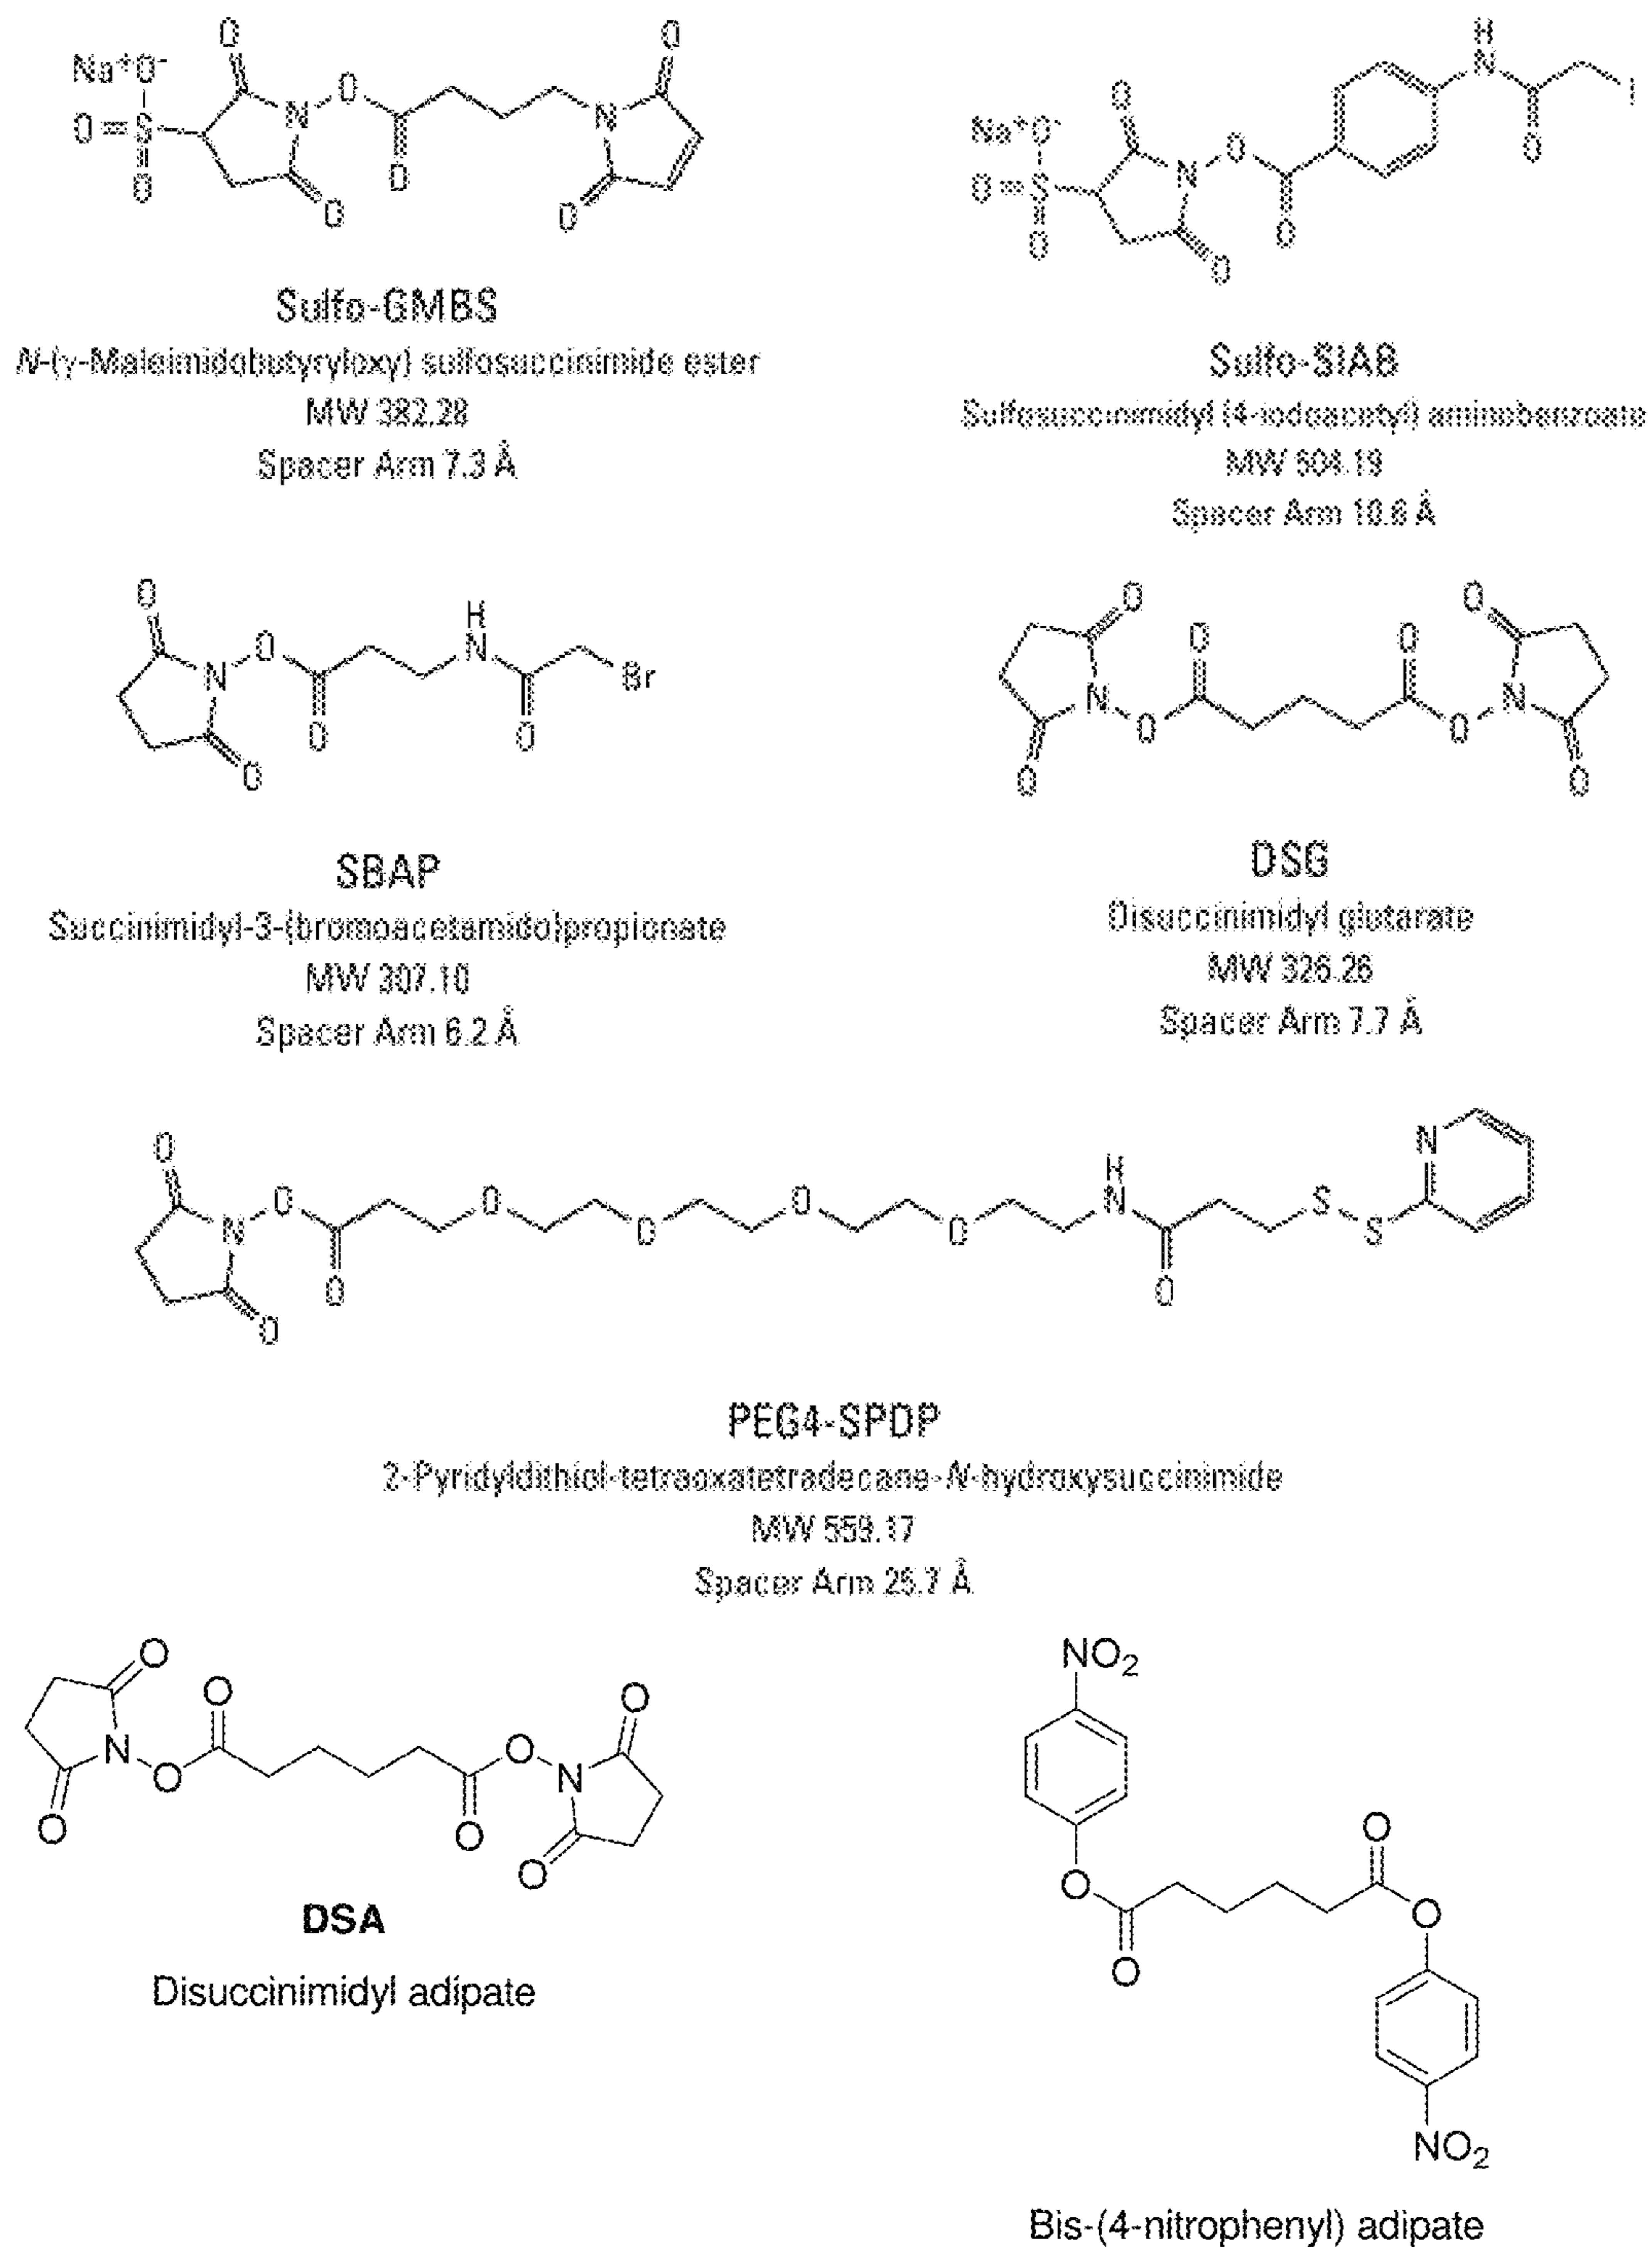 Sulfo-GMBS
N-(γ-Maleimidobutyryloxy) sulfosuccinimide ester
MW 382.28
Spacer Arm 7.3 Å
Sulfo-SIAB
Sulfosuccinimidyl (4-iodoacetyl) aminobenzoate
MW 504.19
Spacer Arm 10.6 Å
SBAP
Succinimidyl-3-(bromoacetamido)propionate
MW 307.10
Spacer Arm 6.2 Å
DSG
Disuccinimidyl glutarate
MW 326.26
Spacer Arm 7.7 Å
PEG4-SPDP
2-Pyridyldithiol-tetraoxatetradecane-N-hydroxysuccinimide
MW 559.17
Spacer Arm 25.7 Å
DSA
Disuccinimidyl adipate
NO2
NO2
Bis-(4-nitrophenyl) adipate